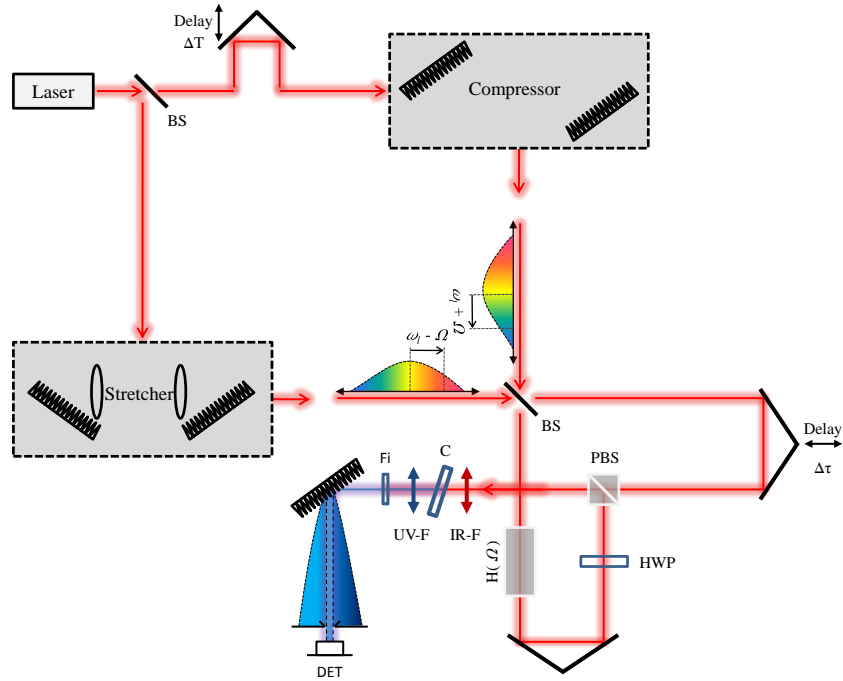 Delay
ΔT
Laser
BS
Compressor
ω_l + Ω
ω_l - Ω
Stretcher
BS
Delay
Δτ
PBS
Fi
C
UV-F
IR-F
H(Ω)
HWP
DET